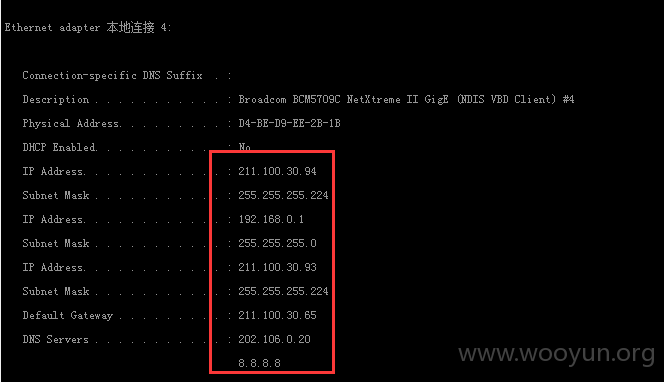 Ethernet adapter 本地连接 4:
Connection-specific DNS Suffix . :
Description . . . . . . . . . . . : Broadcom BCM5709C NetXtreme II GigE (NDIS VBD Client) #4
Physical Address. . . . . . . . . : D4-BE-D9-EE-2B-1B
DHCP Enabled. . . . . . . . . . . : No
IP Address. . . . . . . . . . . . : 211.100.30.94
Subnet Mask . . . . . . . . . . . : 255.255.255.224
IP Address. . . . . . . . . . . . : 192.168.0.1
Subnet Mask . . . . . . . . . . . : 255.255.255.0
IP Address. . . . . . . . . . . . : 211.100.30.93
Subnet Mask . . . . . . . . . . . : 255.255.255.224
Default Gateway . . . . . . . . . : 211.100.30.65
DNS Servers . . . . . . . . . . . : 202.106.0.20
8.8.8.8
www.wooyun.org